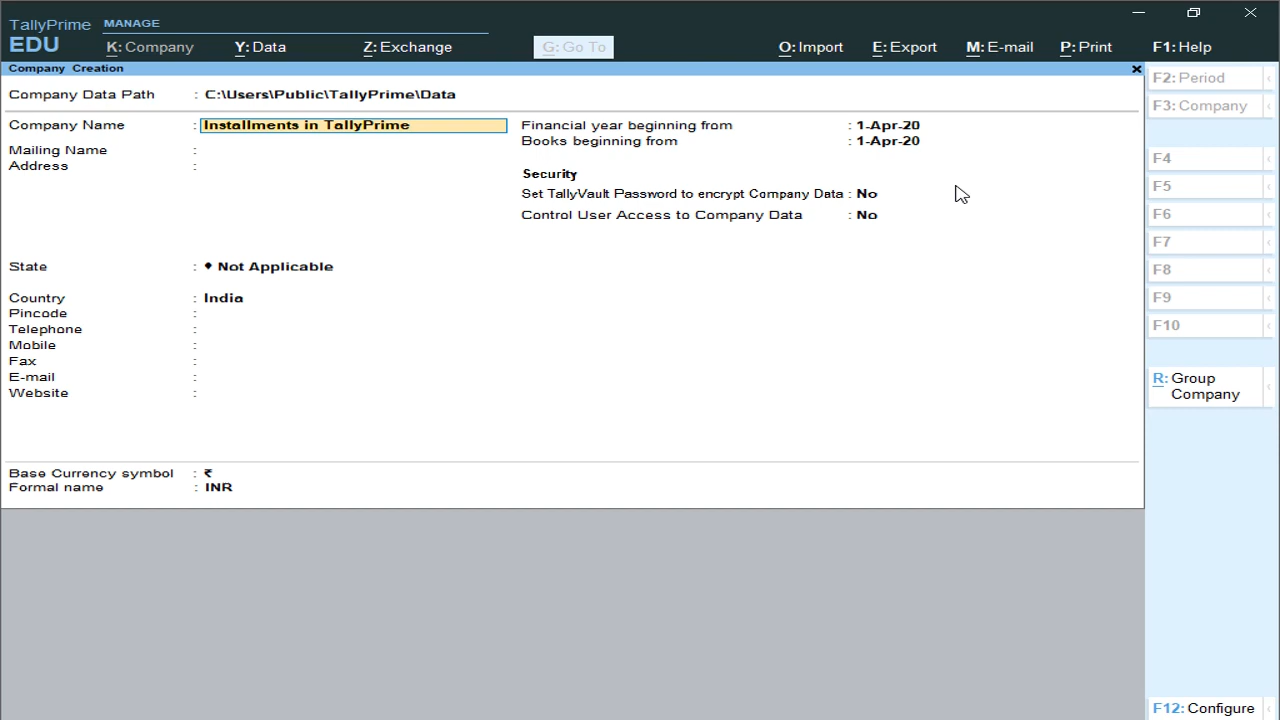 TallyPrime MANAGE
EDU K: Company Y: Data Z: Exchange G: Go To O: Import E: Export M: E-mail P: Print F1: Help
Company Creation
Company Data Path : C:\Users\Public\TallyPrime\Data
Company Name : Installments in TallyPrime
Mailing Name :
Address :
State : Not Applicable
Country : India
Pincode :
Telephone :
Mobile :
Fax :
E-mail :
Website :
Base Currency symbol : ₹
Formal name : INR
Financial year beginning from : 1-Apr-20
Books beginning from : 1-Apr-20
Security
Set TallyVault Password to encrypt Company Data : No
Control User Access to Company Data : No
F2: Period
F3: Company
F4
F5
F6
F7
F8
F9
F10
R: Group
Company
F12: Configure